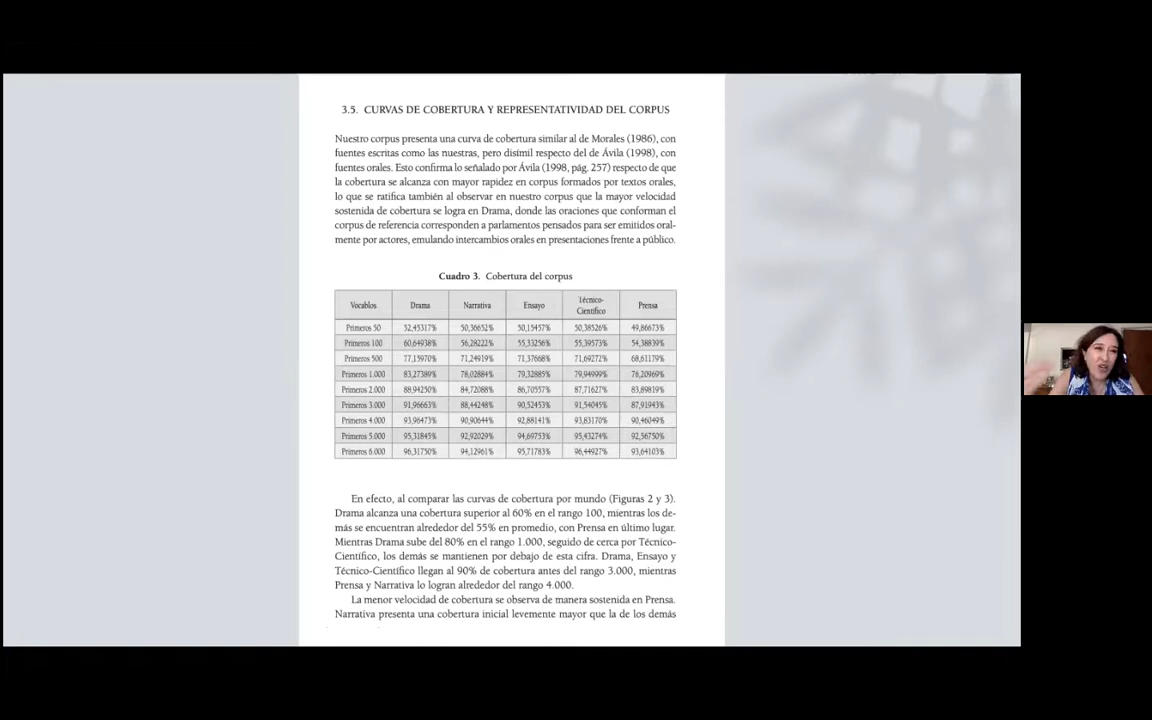 3.5. CURVAS DE COBERTURA Y REPRESENTATIVIDAD DEL CORPUS
Nuestro corpus presenta una curva de cobertura similar al de Morales (1986), con
fuentes escritas como las nuestras, pero disímil respecto del de Ávila (1998), con
fuentes orales. Esto confirma lo señalado por Ávila (1998, pág. 257) respecto de que
la cobertura se alcanza con mayor rapidez en corpus formados por textos orales,
lo que se ratifica también al observar en nuestro corpus que la mayor velocidad
sostenida de cobertura se logra en Drama, donde las oraciones que conforman el
corpus de referencia corresponden a parlamentos pensados para ser emitidos oral-
mente por actores, emulando intercambios orales en presentaciones frente a público.
Cuadro 3. Cobertura del corpus
Vocablos Drama Narrativa Ensayo Técnico-Científico Prensa
Primeros 50 52,45317% 50,36652% 50,15457% 50,38526% 49,86673%
Primeros 100 60,64938% 56,28222% 55,33256% 55,39573% 54,38839%
Primeros 500 77,15970% 71,24919% 71,37668% 71,69272% 68,61179%
Primeros 1.000 83,27389% 78,02884% 79,32885% 79,94999% 76,20969%
Primeros 2.000 88,94250% 84,72088% 86,70557% 87,71627% 83,89819%
Primeros 3.000 91,96663% 88,44248% 90,52453% 91,54045% 87,91943%
Primeros 4.000 93,96473% 90,90644% 92,88141% 93,83170% 90,46049%
Primeros 5.000 95,31845% 92,92029% 94,69753% 95,43274% 92,56750%
Primeros 6.000 96,31750% 94,12961% 95,71783% 96,44927% 93,64103%
En efecto, al comparar las curvas de cobertura por mundo (Figuras 2 y 3).
Drama alcanza una cobertura superior al 60% en el rango 100, mientras los de-
más se encuentran alrededor del 55% en promedio, con Prensa en último lugar.
Mientras Drama sube del 80% en el rango 1.000, seguido de cerca por Técnico-
Científico, los demás se mantienen por debajo de esta cifra. Drama, Ensayo y
Técnico-Científico llegan al 90% de cobertura antes del rango 3.000, mientras
Prensa y Narrativa lo logran alrededor del rango 4.000.
La menor velocidad de cobertura se observa de manera sostenida en Prensa.
Narrativa presenta una cobertura inicial levemente mayor que la de los demás